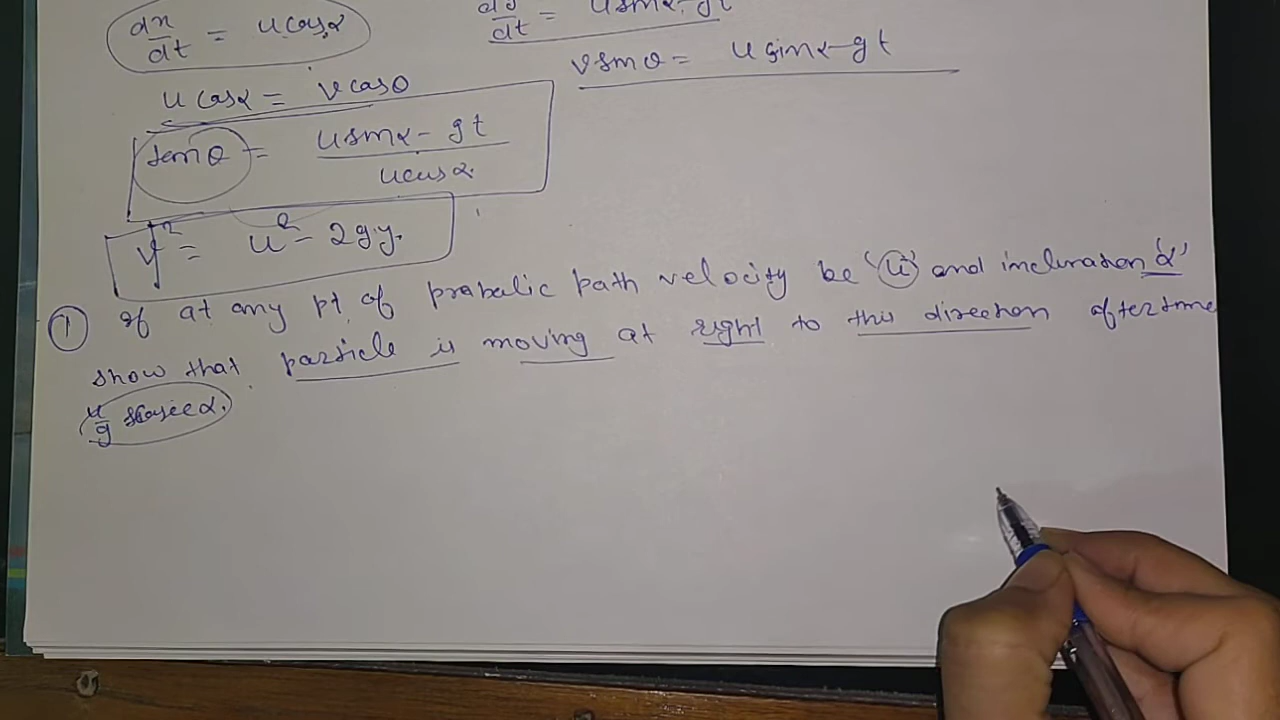 dx/dt = u cosα
dy/dt = u sinα - gt
v sinθ = u sinα - gt
u cosα = v cosθ
tanθ = u sinα - gt / u cosα.
v² = u² - 2gy.
① If at any pt. of prabalic path velocity be 'u' and inclination 'α'
show that particle is moving at right to this direction after time
u/g cosec α.